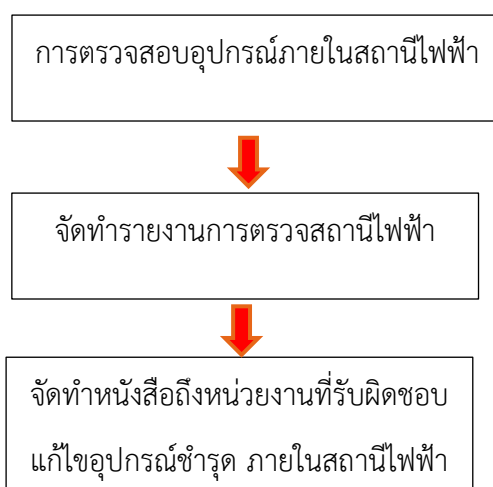 การตรวจสอบอุปกรณ์ภายในสถานีไฟฟ้า
จัดทำรายงานการตรวจสถานีไฟฟ้า
จัดทำหนังสือถึงหน่วยงานที่รับผิดชอบ
แก้ไขอุปกรณ์ชำรุด ภายในสถานีไฟฟ้า